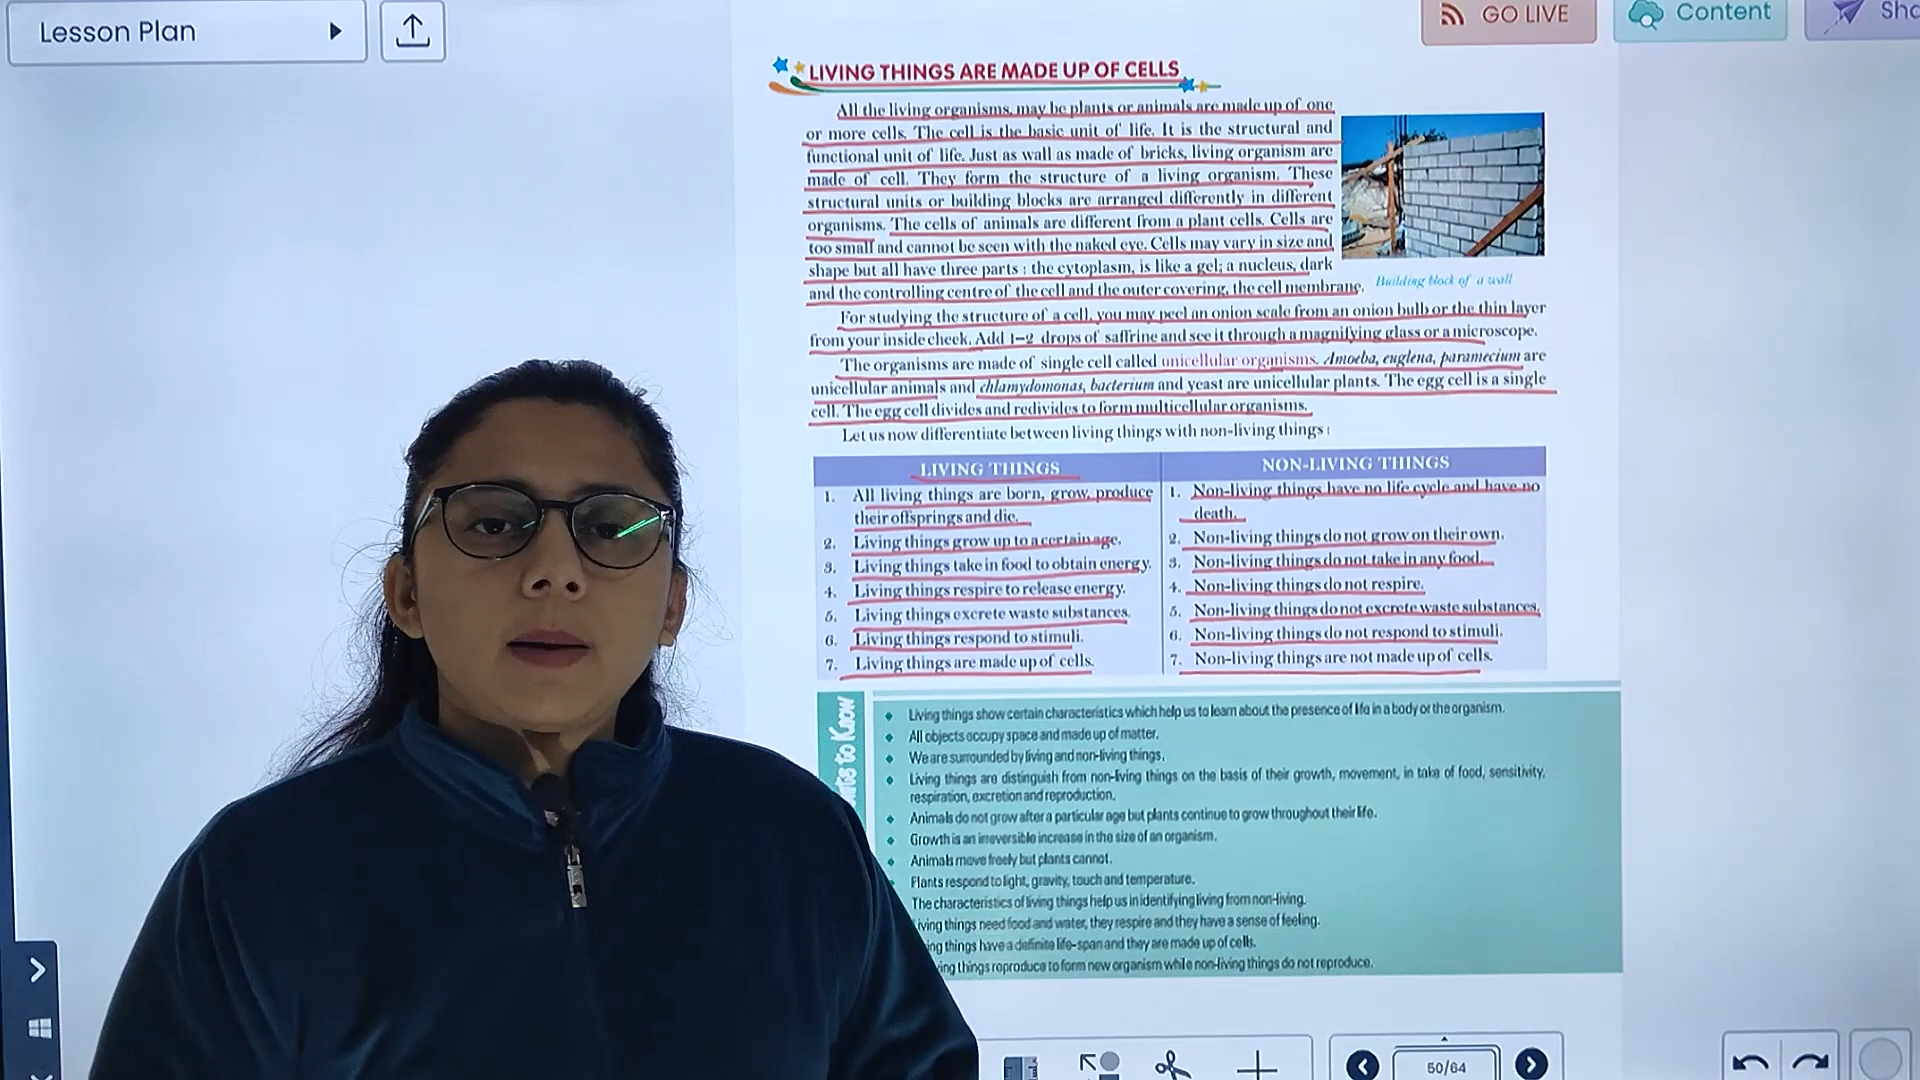 Lesson Plan
GO LIVE
Content
LIVING THINGS ARE MADE UP OF CELLS
All the living organisms, may be plants or animals are made up of one
or more cells. The cell is the basic unit of life. It is the structural and
functional unit of life. Just as wall as made of bricks, living organism are
made of cell. They form the structure of a living organism. These
structural units or building blocks are arranged differently in different
organisms. The cells of animals are different from a plant cells. Cells are
too small and cannot be seen with the naked eye. Cells may vary in size and
shape but all have three parts : the cytoplasm, is like a gel; a nucleus, dark
and the controlling centre of the cell and the outer covering, the cell membrane.
Building block of a wall
For studying the structure of a cell, you may peel an onion scale from an onion bulb or the thin layer
from your inside cheek. Add 1–2 drops of saffrine and see it through a magnifying glass or a microscope.
The organisms are made of single cell called unicellular organisms. Amoeba, euglena, paramecium are
unicellular animals and chlamydomonas, bacterium and yeast are unicellular plants. The egg cell is a single
cell. The egg cell divides and redivides to form multicellular organisms.
Let us now differentiate between living things with non-living things :
LIVING THINGS
1. All living things are born, grow, produce
their offsprings and die.
2. Living things grow up to a certain age.
3. Living things take in food to obtain energy.
4. Living things respire to release energy.
5. Living things excrete waste substances.
6. Living things respond to stimuli.
7. Living things are made up of cells.
NON-LIVING THINGS
1. Non-living things have no life cycle and have no
death.
2. Non-living things do not grow on their own.
3. Non-living things do not take in any food.
4. Non-living things do not respire.
5. Non-living things do not excrete waste substances.
6. Non-living things do not respond to stimuli.
7. Non-living things are not made up of cells.
to Know
Living things show certain characteristics which help us to learn about the presence of life in a body or the organism.
All objects occupy space and made up of matter.
We are surrounded by living and non-living things.
Living things are distinguish from non-living things on the basis of their growth, movement, in take of food, sensitivity,
respiration, excretion and reproduction.
Animals do not grow after a particular age but plants continue to grow throughout their life.
Growth is an irreversible increase in the size of an organism.
Animals move freely but plants cannot.
Plants respond to light, gravity, touch and temperature.
The characteristics of living things help us in identifying living from non-living.
iving things need food and water, they respire and they have a sense of feeling.
ing things have a definite life-span and they are made up of cells.
ing things reproduce to form new organism while non-living things do not reproduce.
50/64